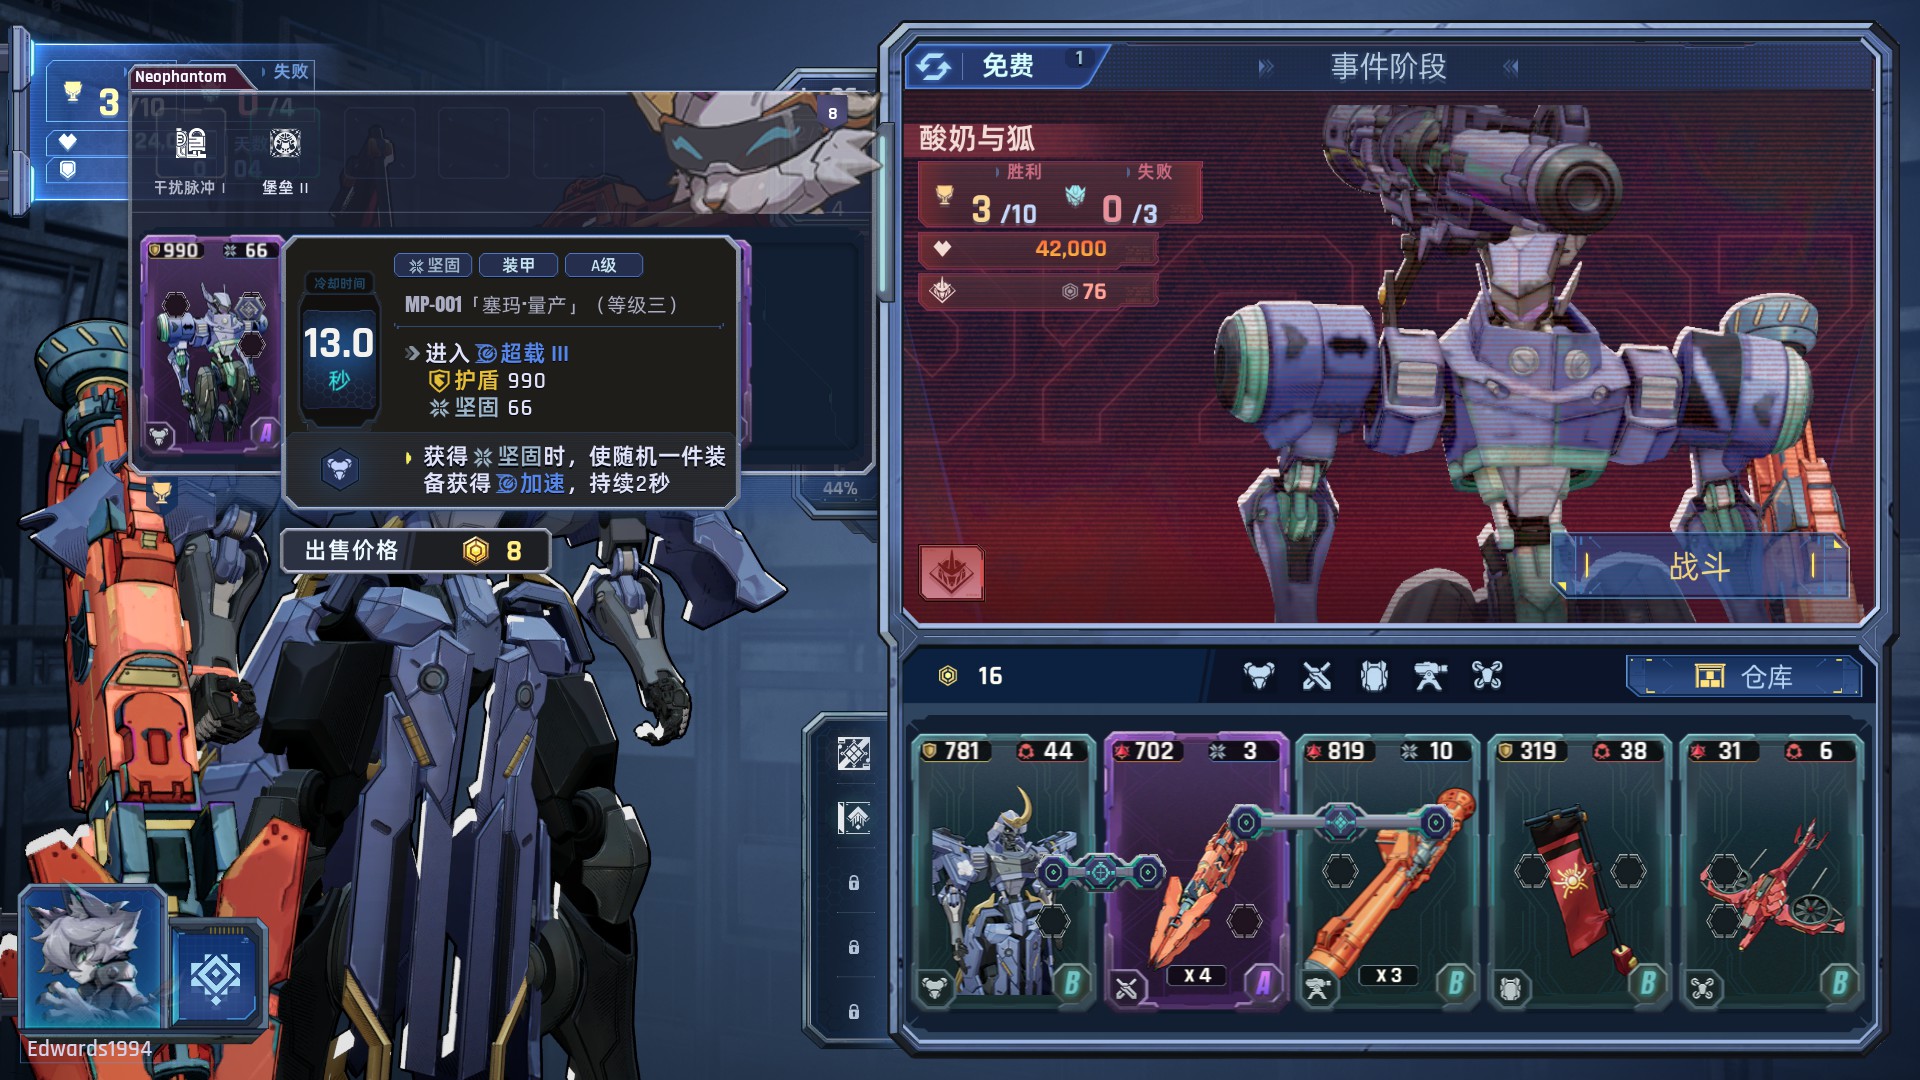 Neophantom
失败
3 /10
0 /4
24,0
天数
04
8
干扰脉冲 I
堡垒 II
990
66
A
冷却时间
13.0
秒
坚固
装甲
A级
MP-001「塞玛·量产」（等级三）
进入 超载 III
护盾 990
坚固 66
获得 坚固时，使随机一件装
备获得 加速，持续2秒
出售价格
8
4
44%
Edwards1994
免费
1
事件阶段
酸奶与狐
胜利
失败
3 /10
0 /3
42,000
76
战斗
16
仓库
781
44
B
702
3
x 4
A
819
10
x 3
B
319
38
B
31
6
B